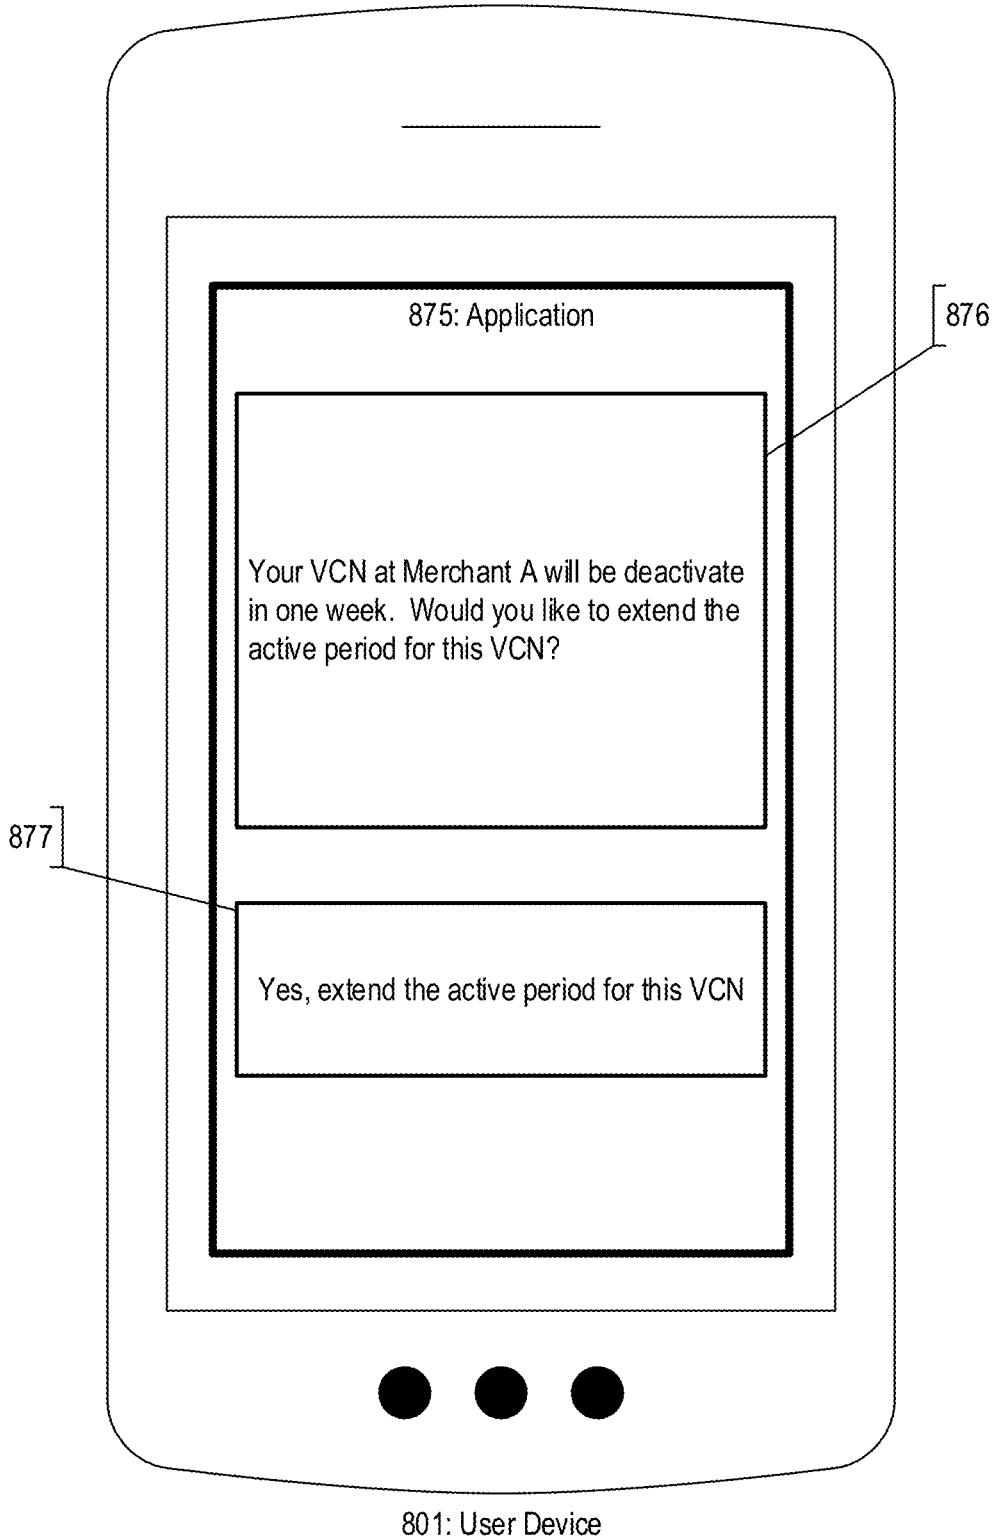 875: Application
876
Your VCN at Merchant A will be deactivate
in one week.  Would you like to extend the
active period for this VCN?
877
Yes, extend the active period for this VCN
801: User Device